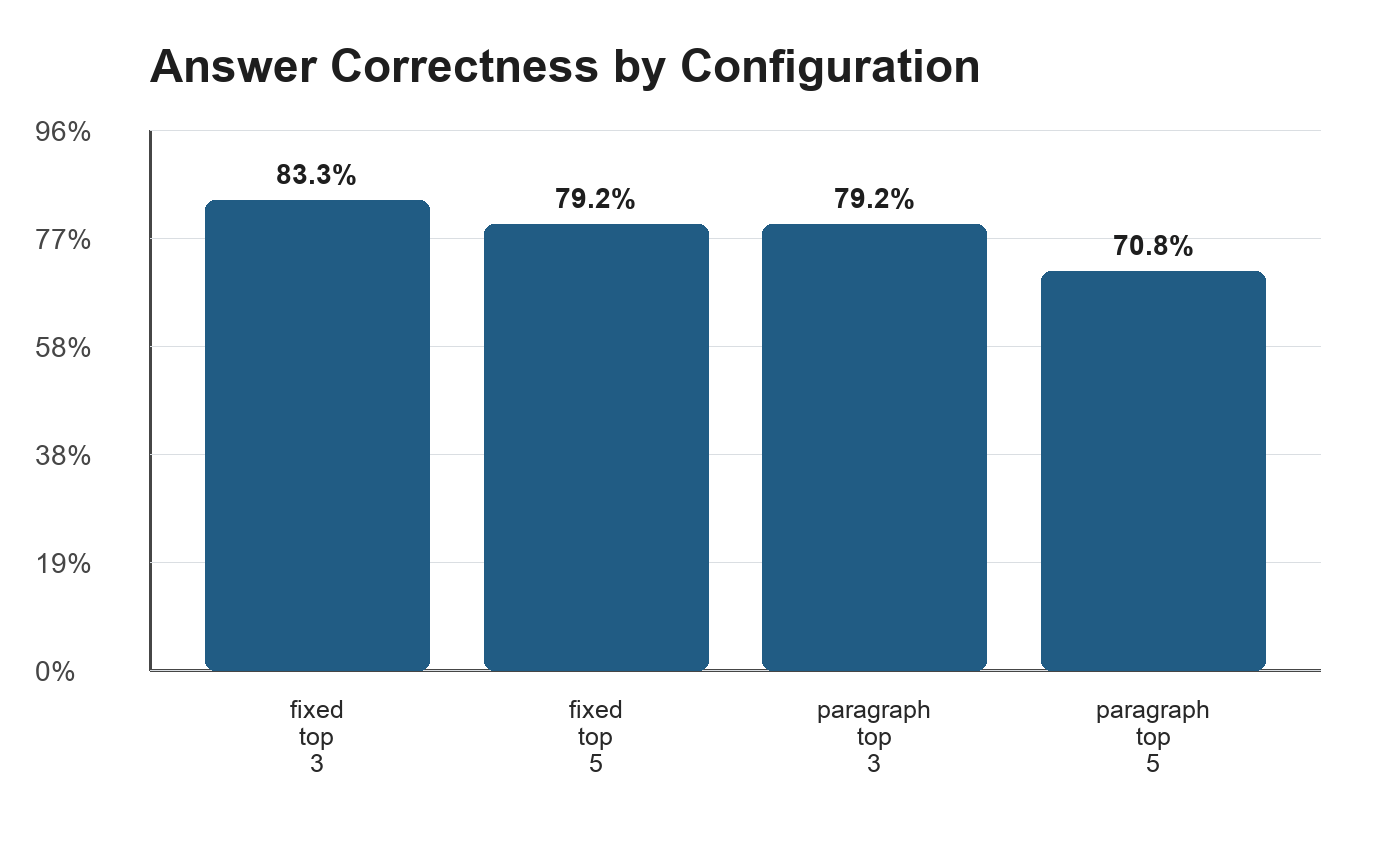 Answer Correctness by Configuration
96%
77%
58%
38%
19%
0%
83.3%
79.2%
79.2%
70.8%
fixed
top
3
fixed
top
5
paragraph
top
3
paragraph
top
5